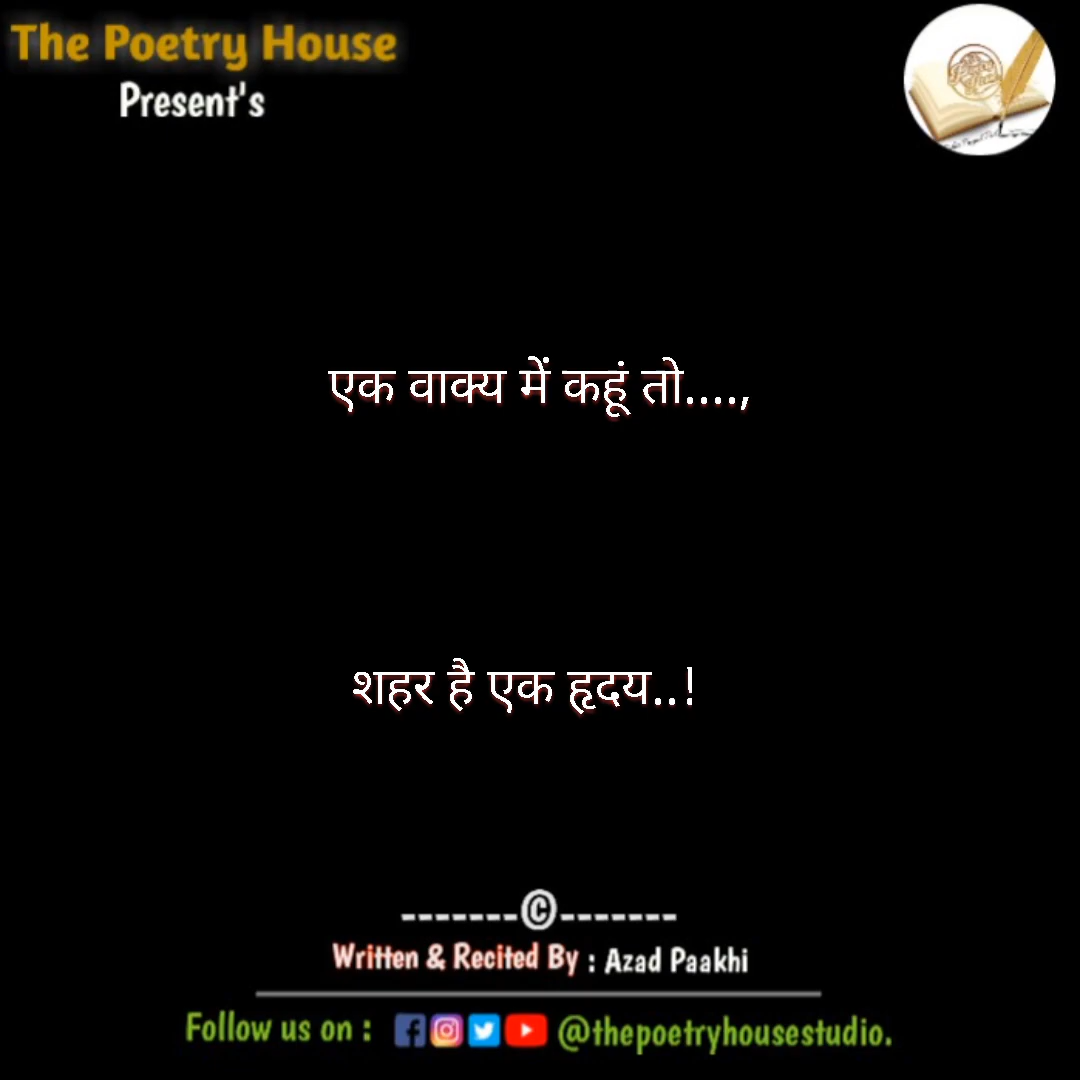 The Poetry House
Present's
एक वाक्य में कहूं तो....,
शहर है एक हृदय..!
-------©-------
Written & Recited By : Azad Paakhi
Follow us on : @thepoetryhousestudio.